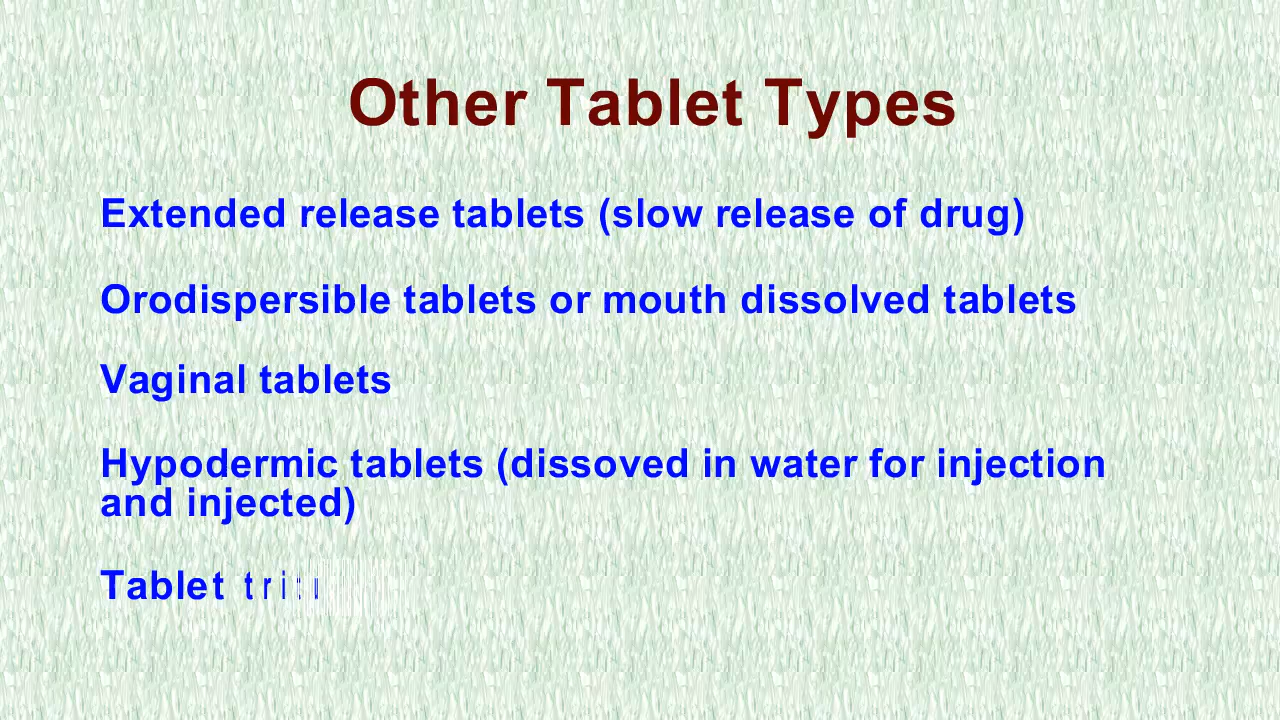 Other Tablet Types
Extended release tablets (slow release of drug)
Orodispersible tablets or mouth dissolved tablets
Vaginal tablets
Hypodermic tablets (dissoved in water for injection
and injected)
Tablet